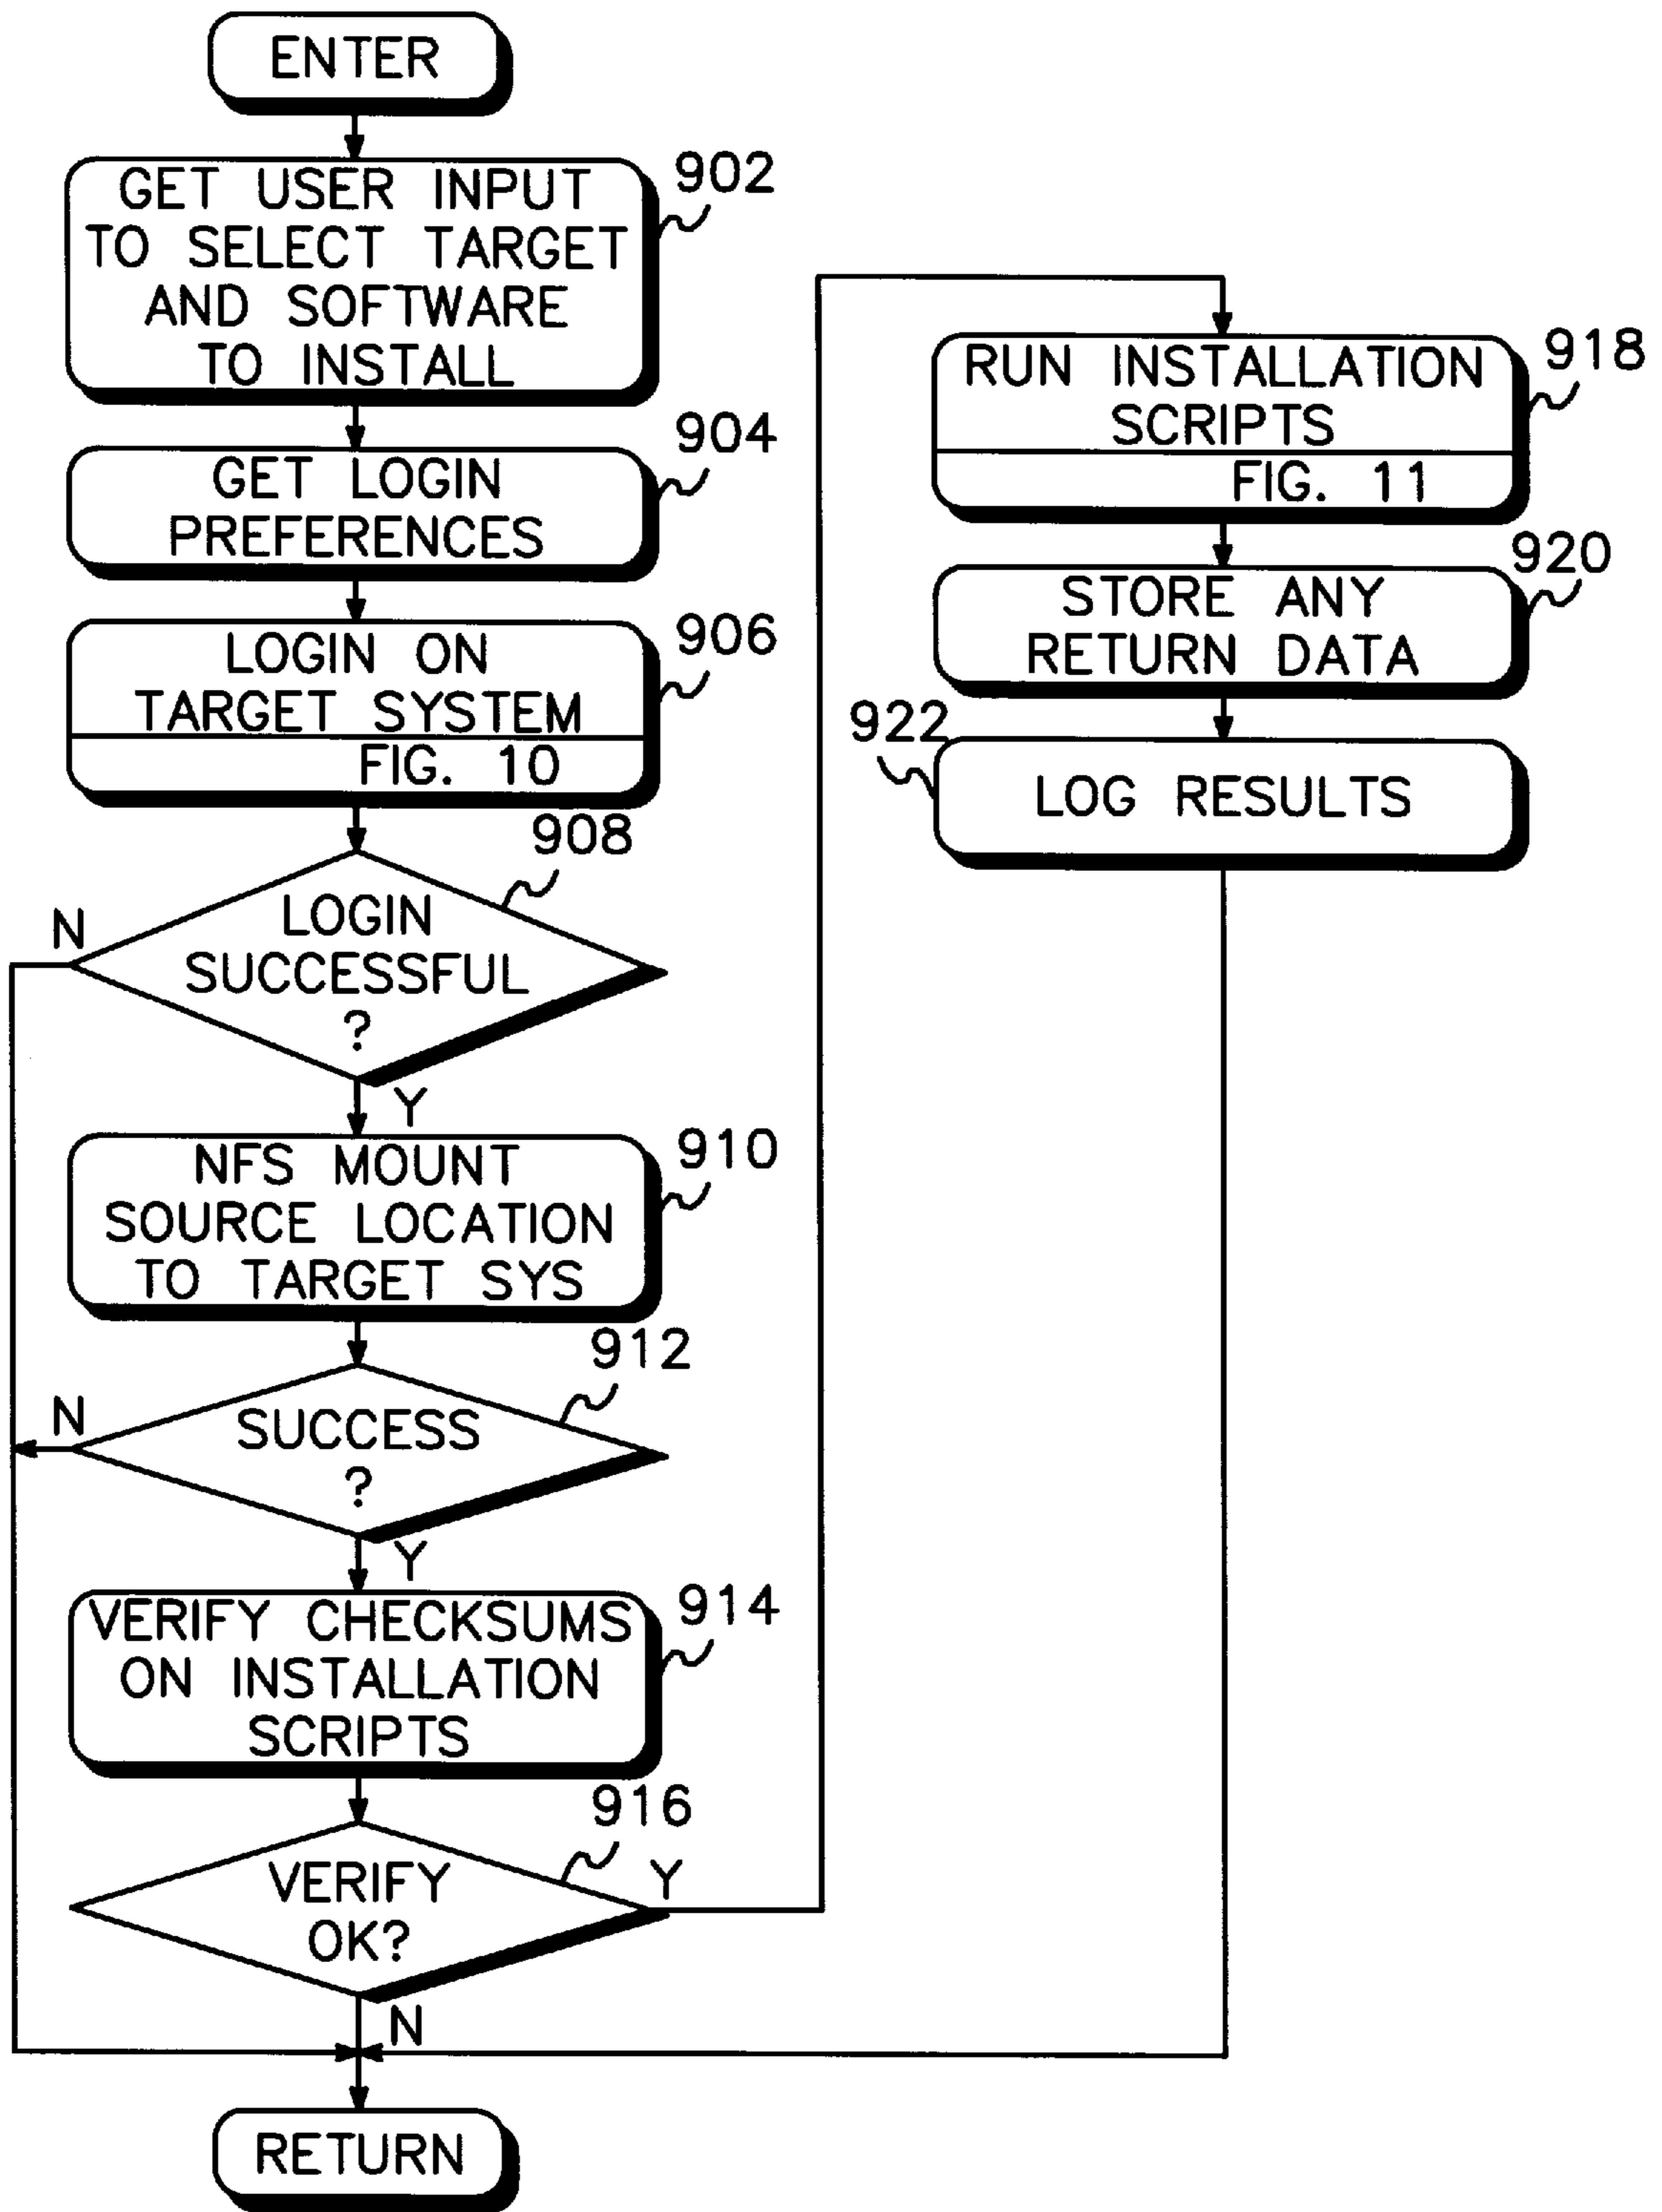 ENTER
902
GET USER INPUT
TO SELECT TARGET
AND SOFTWARE
TO INSTALL
904
GET LOGIN
PREFERENCES
906
LOGIN ON
TARGET SYSTEM
FIG. 10
908
LOGIN
SUCCESSFUL
?
N
Y
910
NFS MOUNT
SOURCE LOCATION
TO TARGET SYS
912
SUCCESS
?
N
Y
914
VERIFY CHECKSUMS
ON INSTALLATION
SCRIPTS
916
VERIFY
OK?
Y
N
RETURN
918
RUN INSTALLATION
SCRIPTS
FIG. 11
920
STORE ANY
RETURN DATA
922
LOG RESULTS